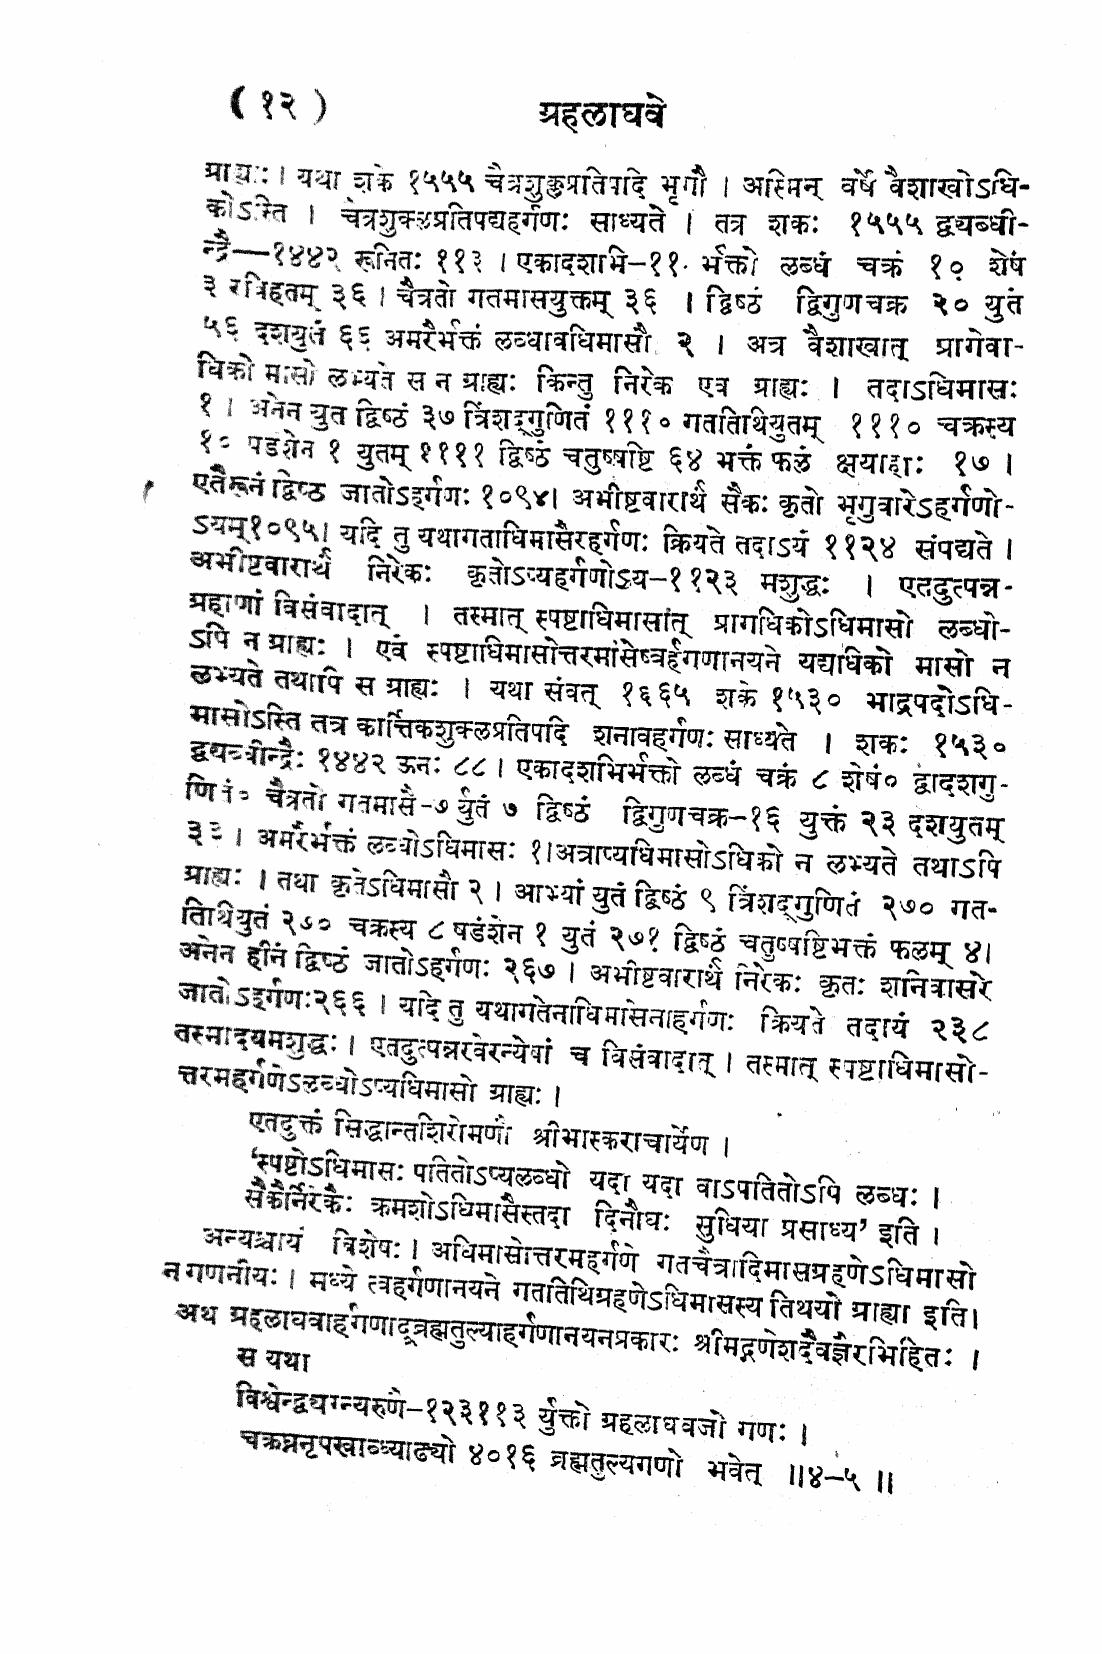 ( १२ ) ग्रहलाघवे
ग्राह्यः । यथा शके १५५५ चैत्रशुक्लप्रतिपदि भृगौ । अस्मिन् वर्षे वैशाखोऽधि-
कोऽस्ति । चैत्रशुक्लप्रतिपद्यहर्गणः साध्यते । तत्र शकः १५५५ द्व्यब्धी-
न्द्रै—१४४२ रूनितः ११३ । एकादशाभि–११ र्भक्तो लब्धं चक्रं १० शेषं
३ रत्रिहतम् ३६ । चैत्रतो गतमासयुक्तम् ३६ । द्विष्ठं द्विगुणचक्र २० युतं
५६ दशयुतं ६६ अमरैर्भक्तं लब्धावधिमासौ २ । अत्र वैशाखात् प्रागेवा-
धिको मासो लभ्यते स न ग्राह्यः किन्तु निरेक एव ग्राह्यः । तदाऽधिमासः
१ । अनेन युत द्विष्ठं ३७ त्रिंशद्गुणितं १११० गततिथियुतम् १११० चक्रस्य
१० षडंशेन १ युतम् ११११ द्विष्ठं चतुष्षष्टि ६४ भक्तं फलं क्षयाहाः १७ ।
एतैरूनं द्विष्ठ जातोऽहर्गणः १०९४। अभीष्टवारार्थं सैकः कृतो भृगुवारेऽहर्गणो-
ऽयम्१०९५। यदि तु यथागताधिमासैरहर्गणः क्रियते तदाऽयं ११२४ संपद्यते ।
अभीष्टवारार्थं निरेकः कृतोऽप्यहर्गणोऽय–११२३ मशुद्धः । एतदुत्पन्न-
ग्रहाणां विसंवादात् । तस्मात् स्पष्टाधिमासात् प्रागधिकोऽधिमासो लब्धो-
ऽपि न ग्राह्यः । एवं स्पष्टाधिमासोत्तरमासेष्वर्हगणानयने यद्यधिको मासो न
लभ्यते तथापि स ग्राह्यः । यथा संवत् १६६५ शके १५३० भाद्रपदोऽधि-
मासोऽस्ति तत्र कार्त्तिकशुक्लप्रतिपदि शनावहर्गणः साध्यते । शकः १५३०
द्व्यब्धीन्द्रैः १४४२ ऊनः ८८ । एकादशभिर्भक्तो लब्धं चक्रं ८ शेषं० द्वादशगु-
णितं० चैत्रतो गतमासै–७ र्युतं ७ द्विष्ठं द्विगुणचक्र–१६ युक्तं २३ दशयुतम्
३३ । अमरैर्भक्तं लब्धोऽधिमासः १।अत्राप्यधिमासोऽधिको न लभ्यते तथाऽपि
ग्राह्यः । तथा कृतेऽधिमासौ २ । आभ्यां युतं द्विष्ठं ९ त्रिंशद्गुणितं २७० गत-
तिथियुतं २७० चक्रस्य ८ षडंशेन १ युतं २७१ द्विष्ठं चतुष्षष्टिभक्तं फलम् ४।
अनेन हीनं द्विष्ठं जातोऽहर्गणः २६७ । अभीष्टवारार्थं निरेकः कृतः शनिवासरे
जातोऽहर्गणः२६६ । यदि तु यथागतेनाधिमासेनाहर्गणः क्रियते तदायं २३८
तस्मादयमशुद्धः । एतदुत्पन्नरवेरन्येषां च विसंवादात् । तस्मात् स्पष्टाधिमासो-
त्तरमहर्गणेऽलब्धोऽप्यधिमासो ग्राह्यः ।
एतदुक्तं सिद्धान्तशिरोमणौ श्रीभास्कराचार्येण ।
‘स्पष्टोऽधिमासः पतितोऽप्यलब्धो यदा यदा वाऽपतितोऽपि लब्धः ।
सैकैर्निरेकैः क्रमशोऽधिमासैस्तदा दिनौघः सुधिया प्रसाध्य’ इति ।
अन्यश्चायं विशेषः । अधिमासोत्तरमहर्गणे गतचैत्रादिमासग्रहणेऽधिमासो
न गणनीयः । मध्ये त्वहर्गणानयने गततिथिग्रहणेऽधिमासस्य तिथयो ग्राह्या इति।
अथ ग्रहलाघवाहर्गणाद्ब्रह्मतुल्याहर्गणानयनप्रकारः श्रीमद्गणेशदैवज्ञैरभिहितः ।
स यथा
विश्वेन्द्वद्यग्न्यरुणे–१२३११३ र्युक्तो ग्रहलाघवजो गणः ।
चक्रघ्ननृपखाब्ध्याढ्यो ४०१६ ब्रह्मतुल्यगणो भवेत् ॥४–५ ॥